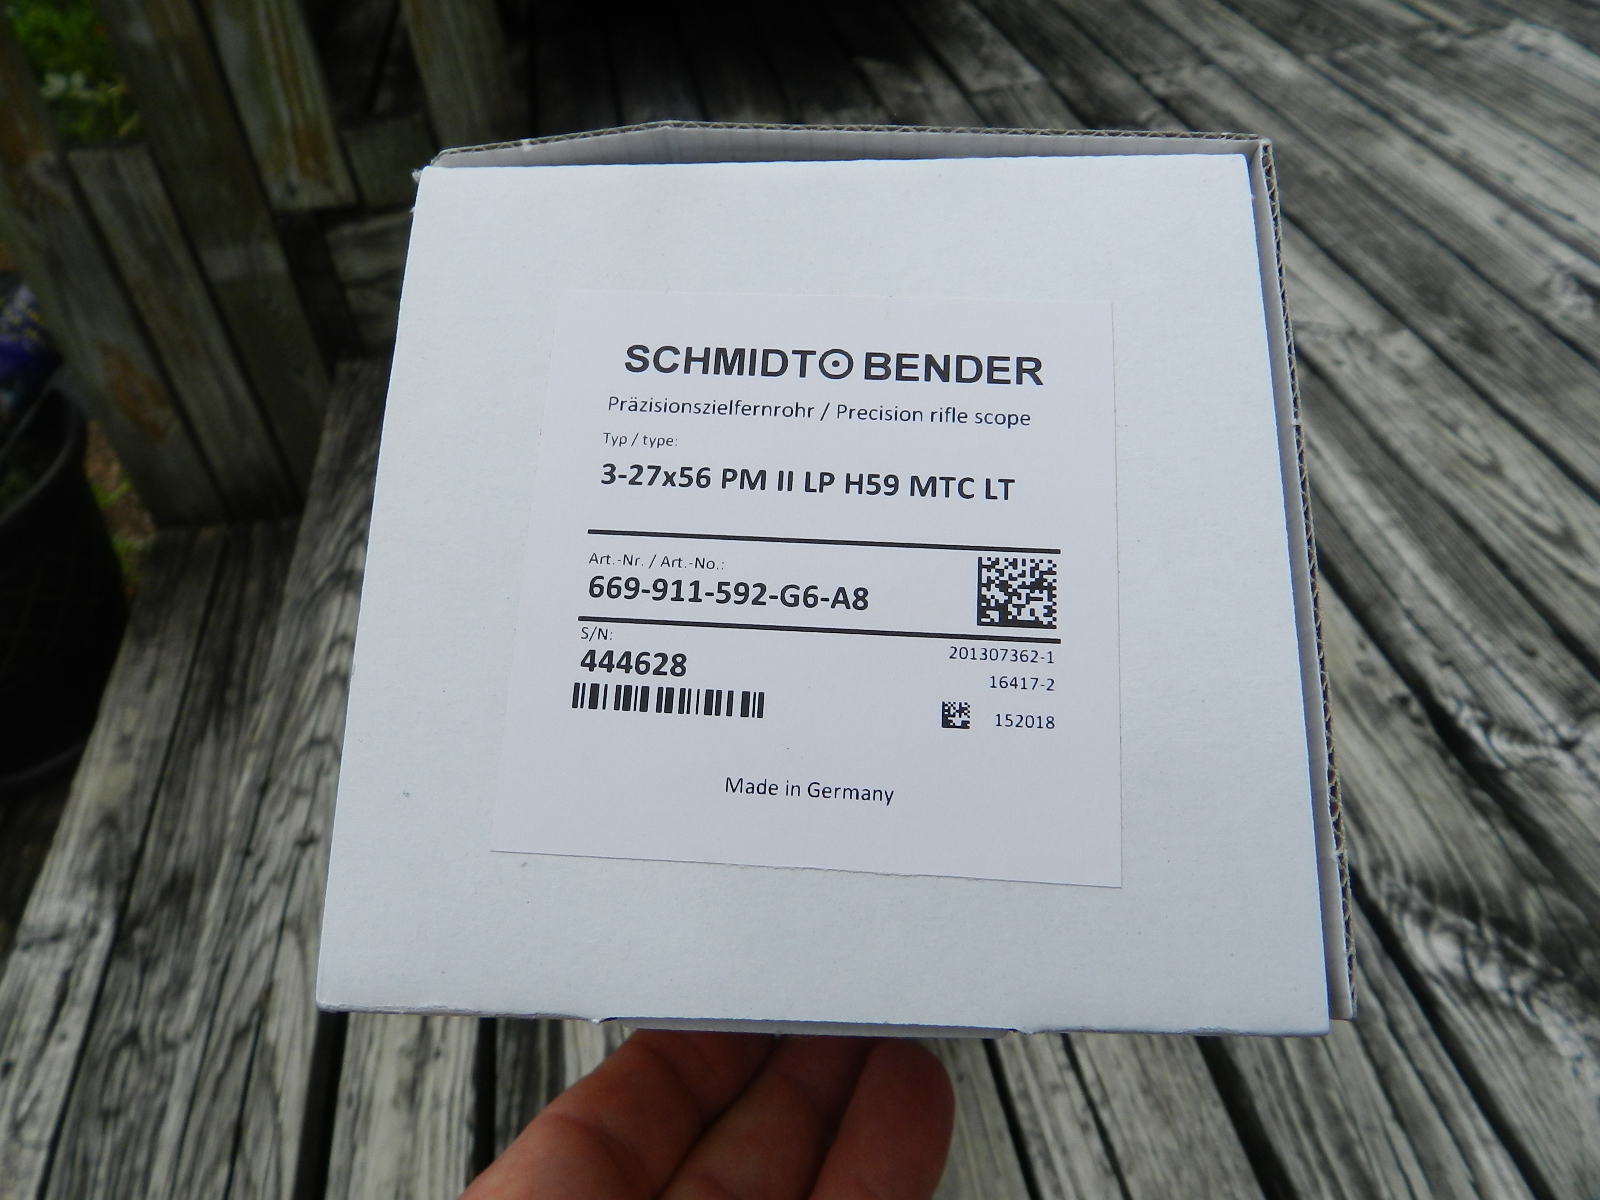 SCHMIDT BENDER
Präzisionszielfernrohr / Precision rifle scope
Typ / type:
3-27x56 PM II LP H59 MTC LT
Art.-Nr. / Art.-No.:
669-911-592-G6-A8
S/N:
444628
201307362-1
16417-2
152018
Made in Germany